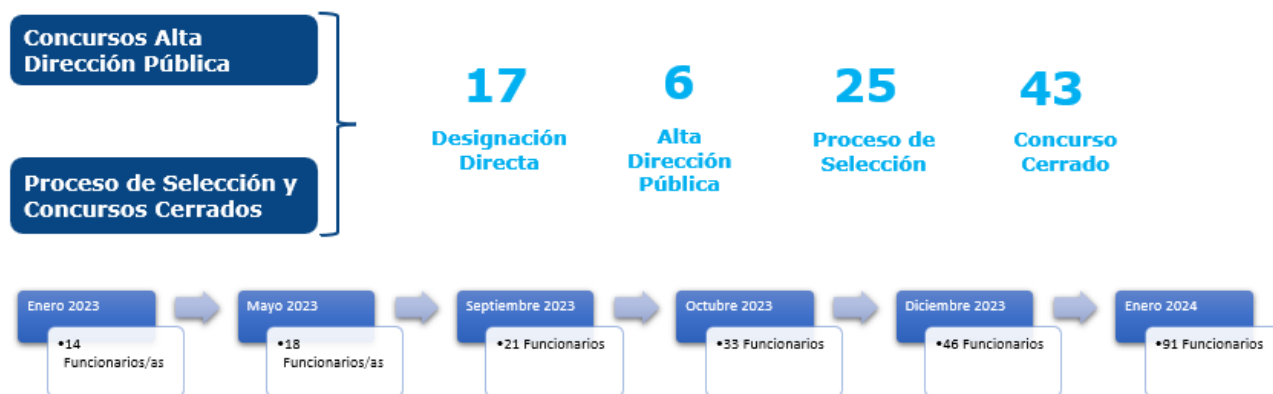 Concursos Alta
Dirección Pública
Proceso de Selección y
Concursos Cerrados
17
Designación
Directa
6
Alta
Dirección
Pública
25
Proceso de
Selección
43
Concurso
Cerrado
Enero 2023
•14
Funcionarios/as
Mayo 2023
•18
Funcionarios/as
Septiembre 2023
•21 Funcionarios
Octubre 2023
•33 Funcionarios
Diciembre 2023
•46 Funcionarios
Enero 2024
•91 Funcionarios